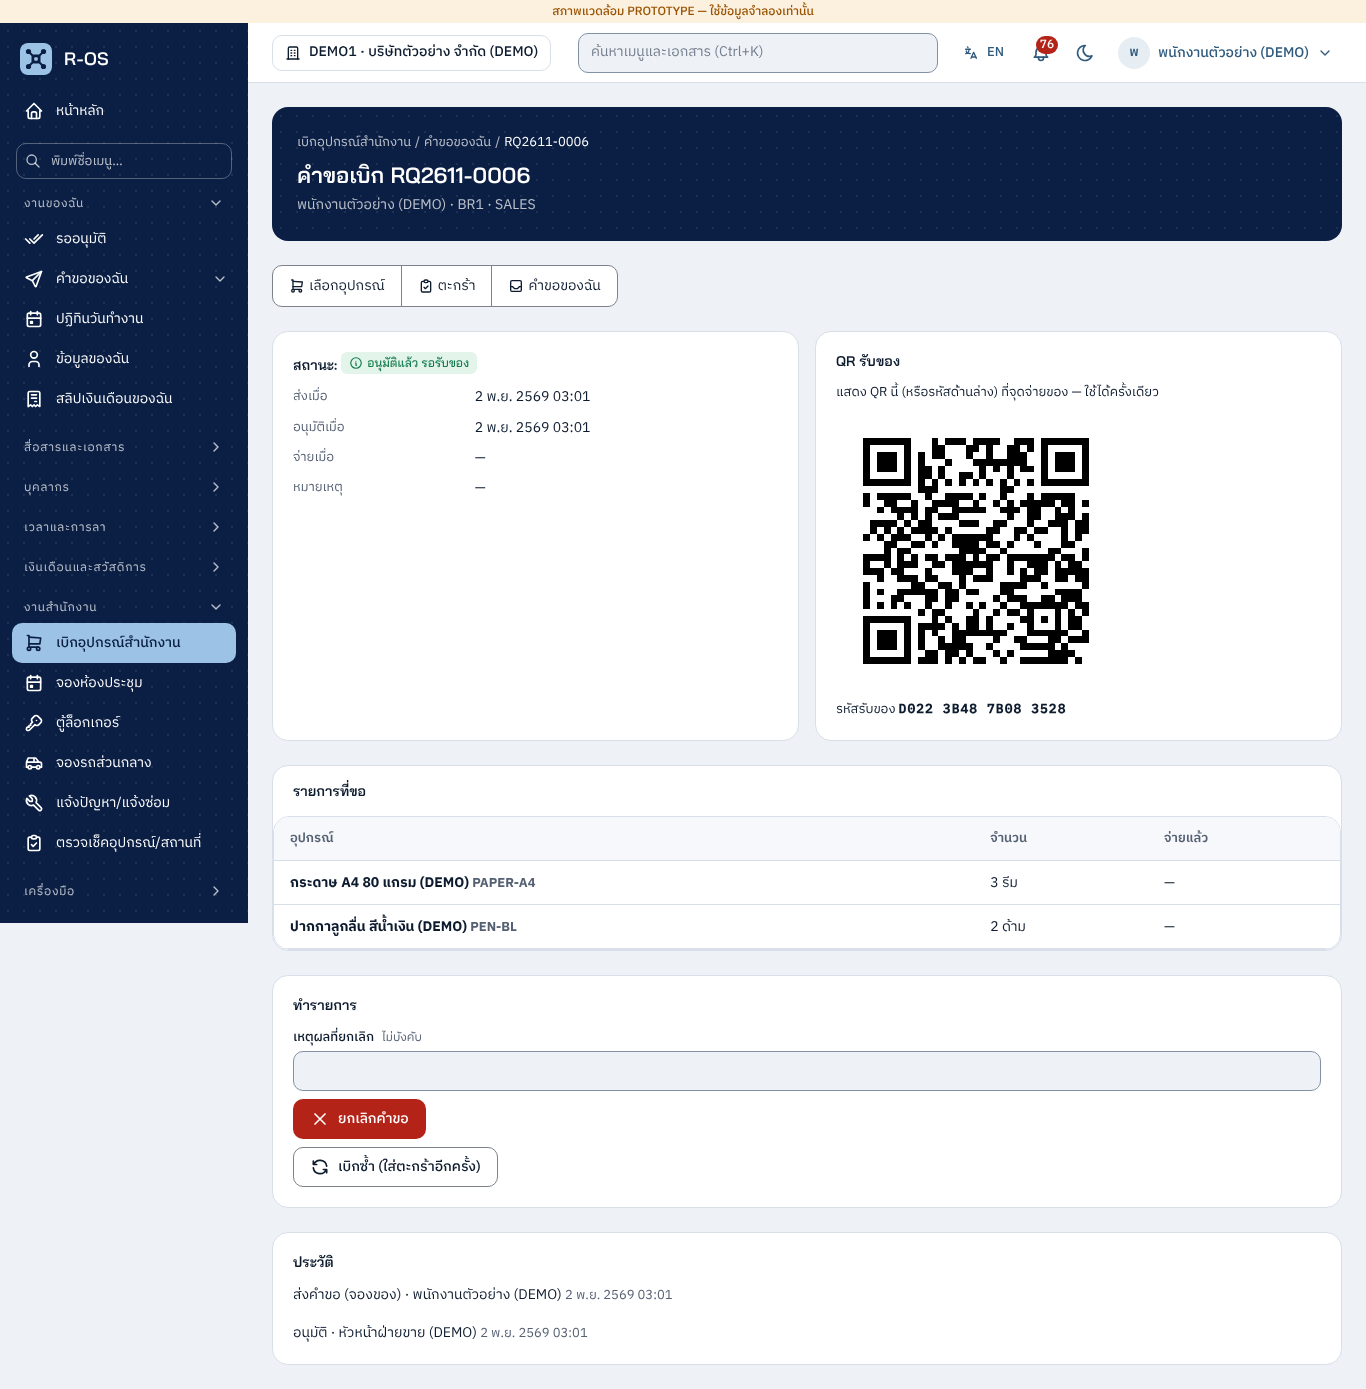 สภาพแวดล้อม PROTOTYPE — ใช้ข้อมูลจำลองเท่านั้น
R-OS
DEMO1 · บริษัทตัวอย่าง จำกัด (DEMO)
ค้นหาเมนูและเอกสาร (Ctrl+K)
EN
76
พ
พนักงานตัวอย่าง (DEMO)
หน้าหลัก
พิมพ์ชื่อเมนู...
งานของฉัน
รออนุมัติ
คำขอของฉัน
ปฏิทินวันทำงาน
ข้อมูลของฉัน
สลิปเงินเดือนของฉัน
สื่อสารและเอกสาร
บุคลากร
เวลาและการลา
เงินเดือนและสวัสดิการ
งานสำนักงาน
เบิกอุปกรณ์สำนักงาน
จองห้องประชุม
ตู้ล็อกเกอร์
จองรถส่วนกลาง
แจ้งปัญหา/แจ้งซ่อม
ตรวจเช็คอุปกรณ์/สถานที่
เครื่องมือ
เบิกอุปกรณ์สำนักงาน / คำขอของฉัน / RQ2611-0006
คำขอเบิก RQ2611-0006
พนักงานตัวอย่าง (DEMO) · BR1 · SALES
เลือกอุปกรณ์
ตะกร้า
คำขอของฉัน
สถานะ: อนุมัติแล้ว รอรับของ
ส่งเมื่อ 2 พ.ย. 2569 03:01
อนุมัติเมื่อ 2 พ.ย. 2569 03:01
จ่ายเมื่อ —
หมายเหตุ —
QR รับของ
แสดง QR นี้ (หรือรหัสด้านล่าง) ที่จุดจ่ายของ — ใช้ได้ครั้งเดียว
รหัสรับของ D022 3B48 7B08 3528
รายการที่ขอ
อุปกรณ์ จำนวน จ่ายแล้ว
กระดาษ A4 80 แกรม (DEMO) PAPER-A4 3 รีม —
ปากกาลูกลื่น สีน้ำเงิน (DEMO) PEN-BL 2 ด้าม —
ทำรายการ
เหตุผลที่ยกเลิก ไม่บังคับ
ยกเลิกคำขอ
เบิกซ้ำ (ใส่ตะกร้าอีกครั้ง)
ประวัติ
ส่งคำขอ (จองของ) · พนักงานตัวอย่าง (DEMO) 2 พ.ย. 2569 03:01
อนุมัติ · หัวหน้าฝ่ายขาย (DEMO) 2 พ.ย. 2569 03:01